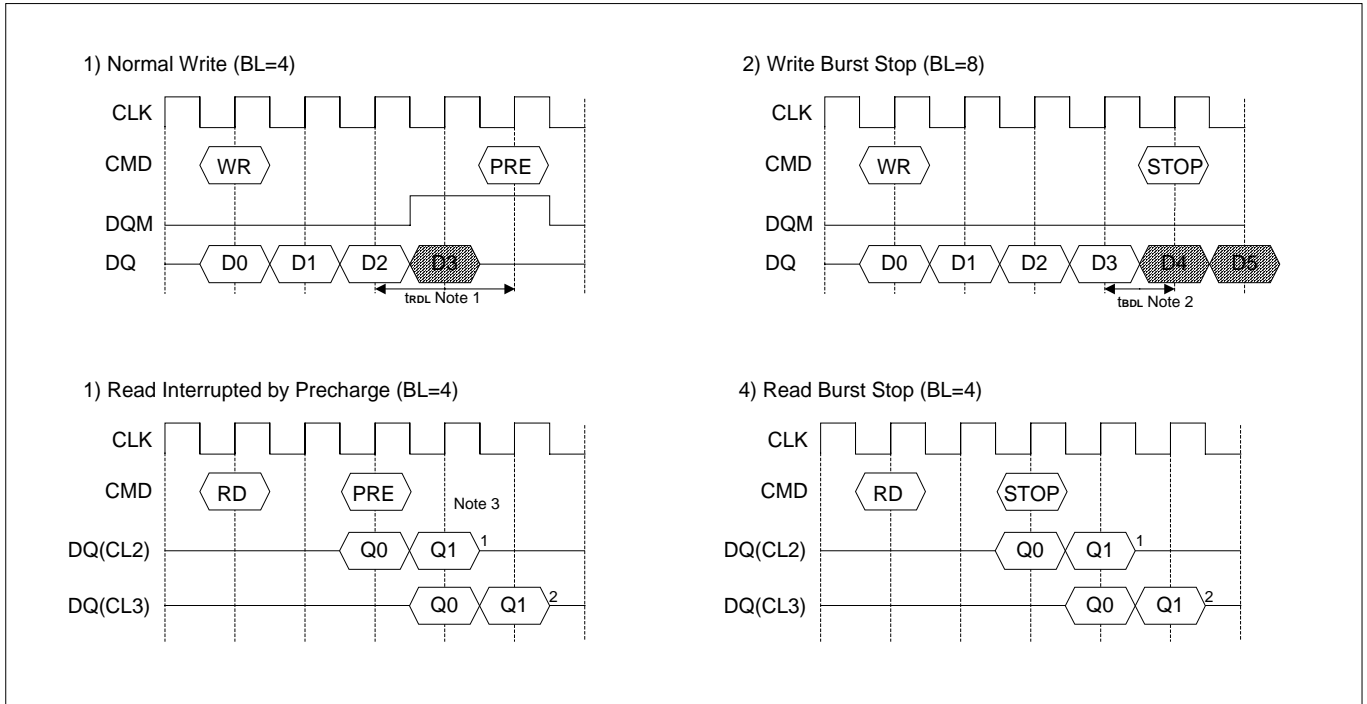 1) Normal Write (BL=4)
CLK
CMD WR PRE
DQM
DQ D0 D1 D2 D3
tRDL Note 1
2) Write Burst Stop (BL=8)
CLK
CMD WR STOP
DQM
DQ D0 D1 D2 D3 D4 D5
tBDL Note 2
1) Read Interrupted by Precharge (BL=4)
CLK
CMD RD PRE
Note 3
DQ(CL2) Q0 Q1 1
DQ(CL3) Q0 Q1 2
4) Read Burst Stop (BL=4)
CLK
CMD RD STOP
DQ(CL2) Q0 Q1 1
DQ(CL3) Q0 Q1 2